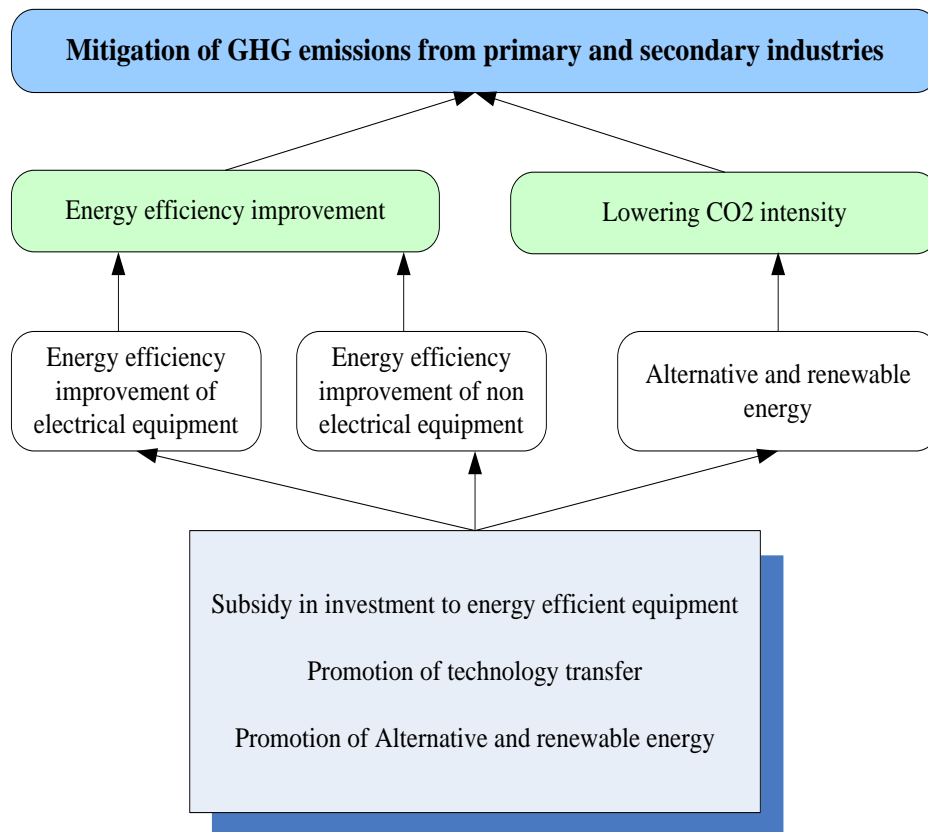 Mitigation of GHG emissions from primary and secondary industries
Energy efficiency improvement
Lowering CO2 intensity
Energy efficiency
improvement of
electrical equipment
Energy efficiency
improvement of non
electrical equipment
Alternative and renewable
energy
Subsidy in investment to energy efficient equipment
Promotion of technology transfer
Promotion of Alternative and renewable energy